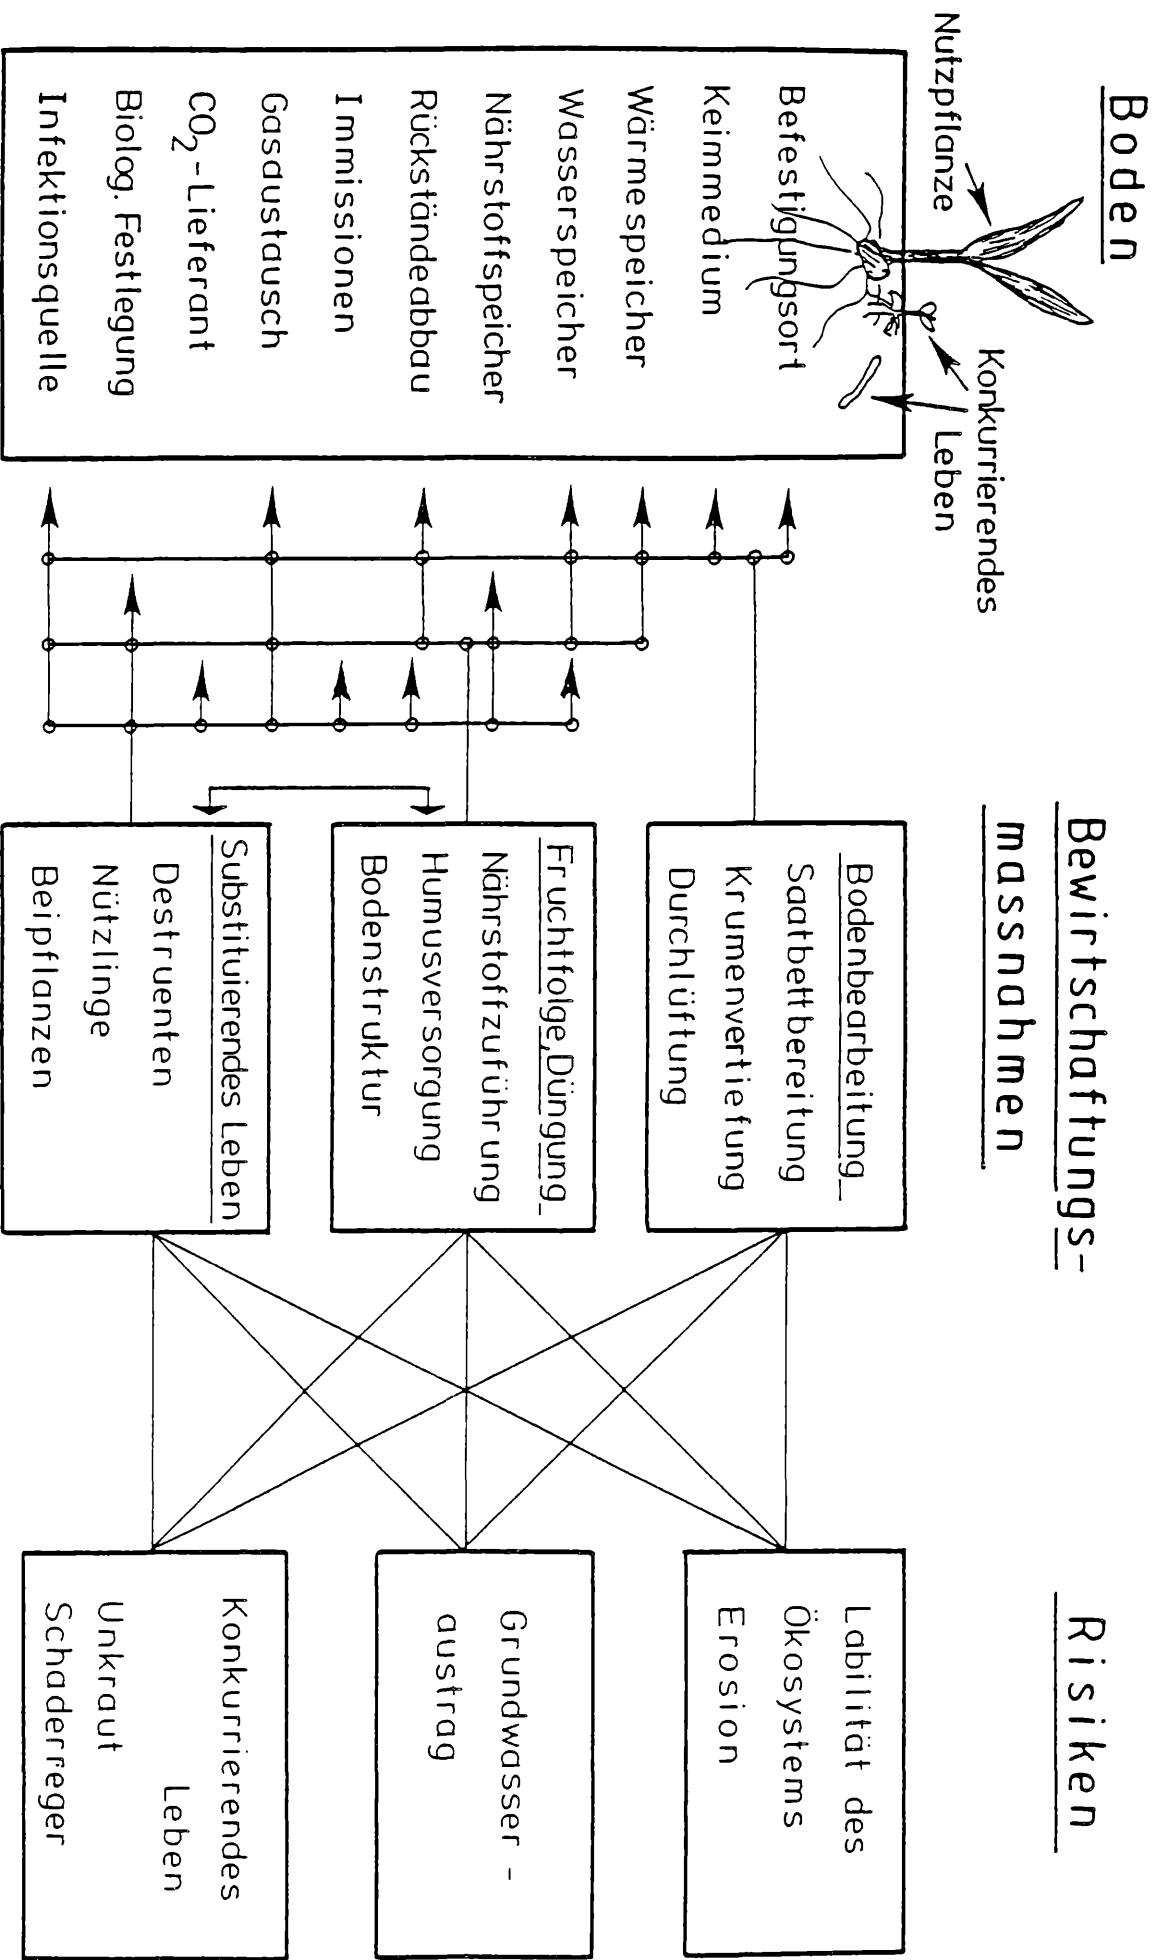 Boden
Nutzpflanze
Konkurrierendes
Leben
Befestigungsort
Keimmedium
Wärmespeicher
Wasserspeicher
Nährstoffspeicher
Rückständeabbau
Immissionen
Gasaustausch
CO2-Lieferant
Biolog. Festlegung
Infektionsquelle
Bewirtschaftungs-
massnahmen
Bodenbearbeitung
Saatbettbereitung
Krumenvertiefung
Durchlüftung
Fruchtfolge, Düngung
Nährstoffzuführung
Humusversorgung
Bodenstruktur
Substituierendes Leben
Destruenten
Nützlinge
Beipflanzen
Risiken
Labilität des
Ökosystems
Erosion
Grundwasser-
austrag
Konkurrierendes
Leben
Unkraut
Schaderreger